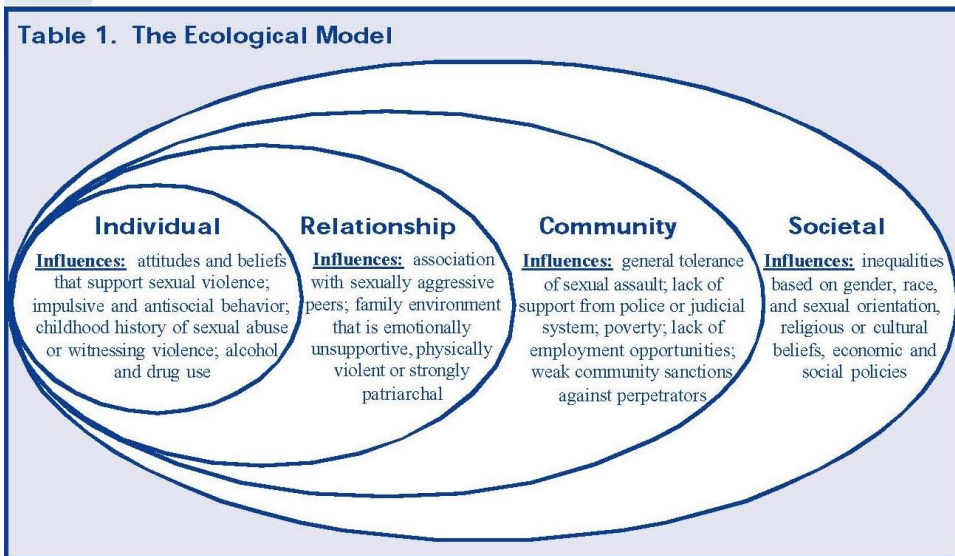 Table 1. The Ecological Model
Individual
Influences: attitudes and beliefs
that support sexual violence;
impulsive and antisocial behavior;
childhood history of sexual abuse
or witnessing violence; alcohol
and drug use
Relationship
Influences: association
with sexually aggressive
peers; family environment
that is emotionally
unsupportive, physically
violent or strongly
patriarchal
Community
Influences: general tolerance
of sexual assault; lack of
support from police or judicial
system; poverty; lack of
employment opportunities;
weak community sanctions
against perpetrators
Societal
Influences: inequalities
based on gender, race,
and sexual orientation,
religious or cultural
beliefs, economic and
social policies